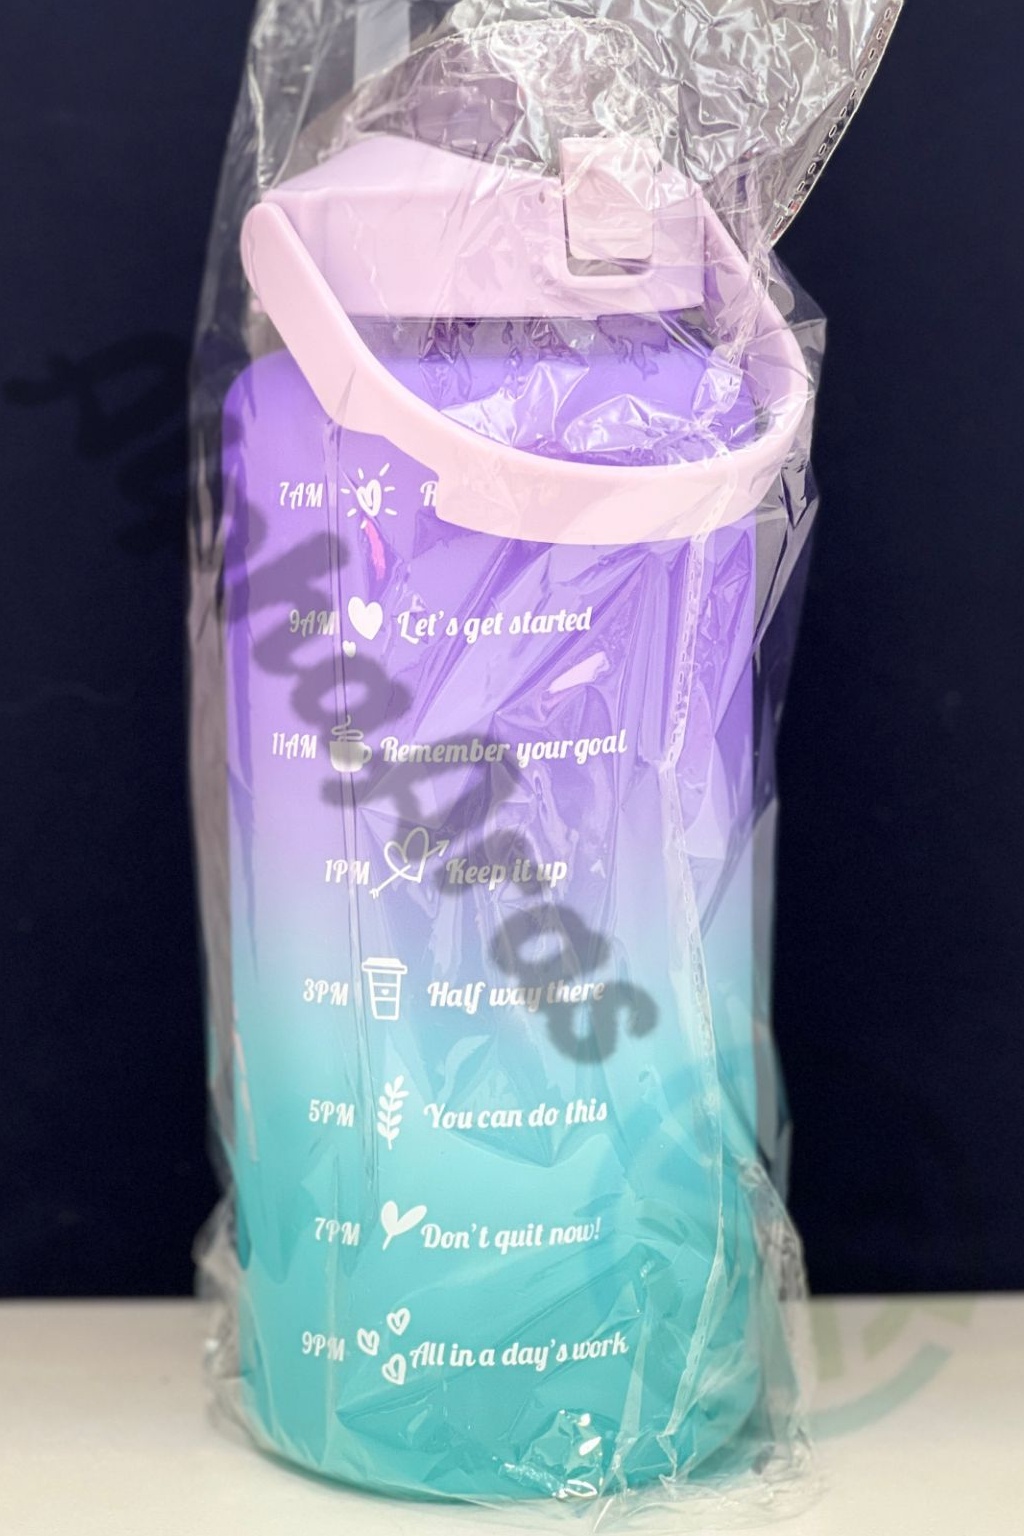 7AM R
9AM Let's get started
11AM Remember your goal
1PM Keep it up
3PM Half way there
5PM You can do this
7PM Don't quit now!
9PM All in a day's work